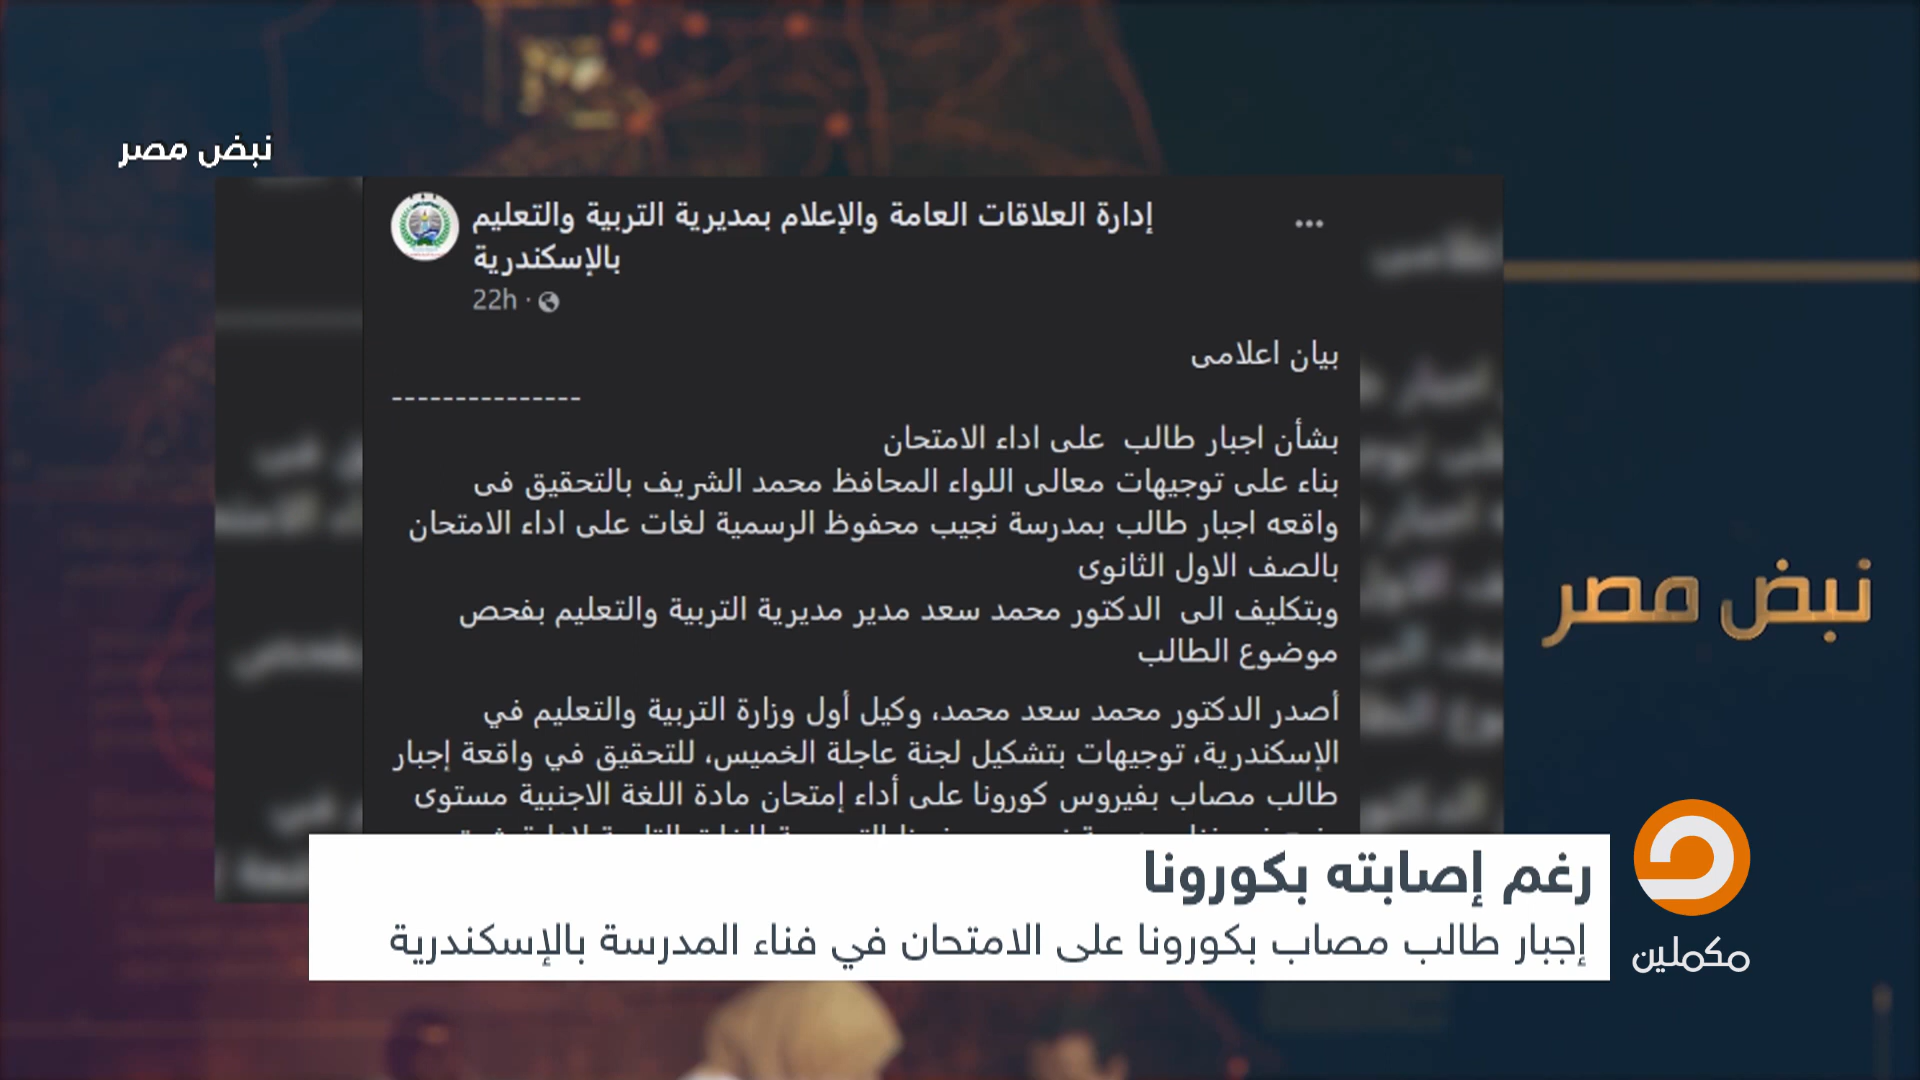 نبض مصر
إدارة العلاقات العامة والإعلام بمديرية التربية والتعليم
بالإسكندرية
22h ·
بيان اعلامى
---------------
بشأن اجبار طالب على اداء الامتحان
بناء على توجيهات معالى اللواء المحافظ محمد الشريف بالتحقيق فى
واقعه اجبار طالب بمدرسة نجيب محفوظ الرسمية لغات على اداء الامتحان
بالصف الاول الثانوى
وبتكليف الى الدكتور محمد سعد مدير مديرية التربية والتعليم بفحص
موضوع الطالب
أصدر الدكتور محمد سعد محمد، وكيل أول وزارة التربية والتعليم في
الإسكندرية، توجيهات بتشكيل لجنة عاجلة الخميس، للتحقيق في واقعة إجبار
طالب مصاب بفيروس كورونا على أداء إمتحان مادة اللغة الاجنبية مستوى
نبض مصر
رغم إصابته بكورونا
إجبار طالب مصاب بكورونا على الامتحان في فناء المدرسة بالإسكندرية
مكملين